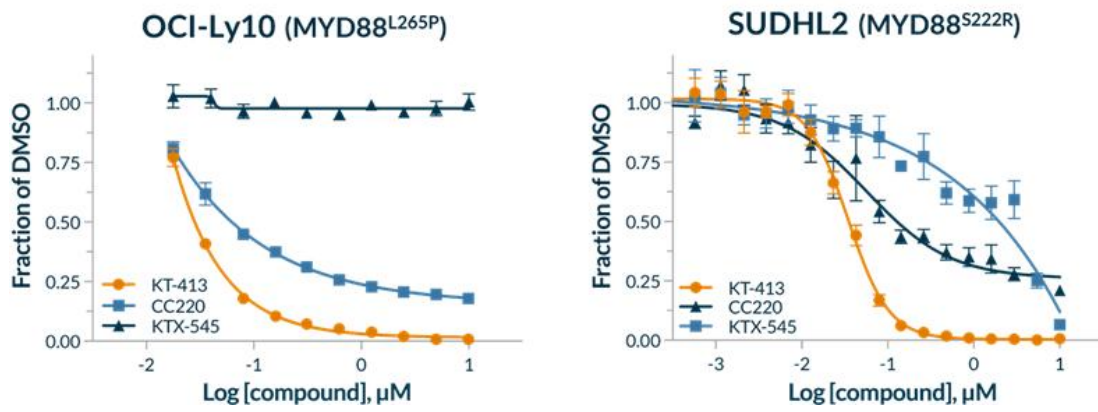 OCI-Ly10 (MYD88L265P)
Fraction of DMSO
1.00
0.75
0.50
0.25
0.00
KT-413
CC220
KTX-545
-2
-1
0
1
Log [compound], µM
SUDHL2 (MYD88S222R)
Fraction of DMSO
1.00
0.75
0.50
0.25
0.00
KT-413
CC220
KTX-545
-3
-2
-1
0
1
Log [compound], µM